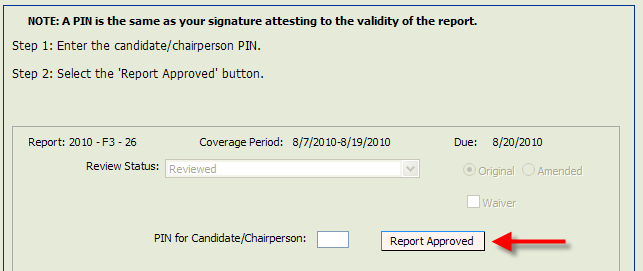 NOTE: A PIN is the same as your signature attesting to the validity of the report.
Step 1: Enter the candidate/chairperson PIN.
Step 2: Select the 'Report Approved' button.
Report: 2010 - F3 - 26 Coverage Period: 8/7/2010-8/19/2010 Due: 8/20/2010
Review Status: Reviewed Original Amended
Waiver
PIN for Candidate/Chairperson: Report Approved